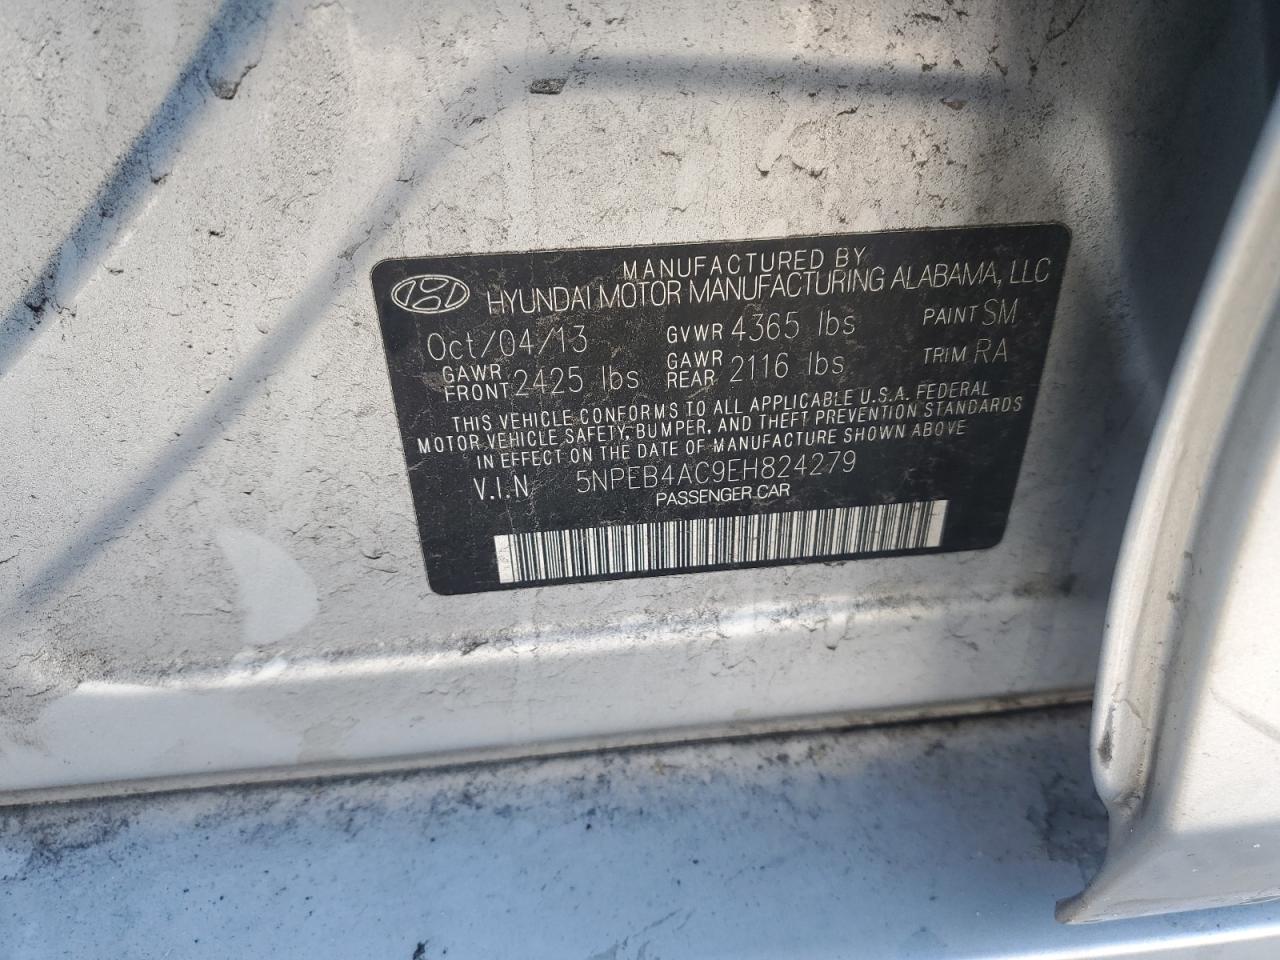 MANUFACTURED BY
HYUNDAI MOTOR MANUFACTURING ALABAMA, LLC
Oct/04/13 GVWR 4365 lbs PAINT SM
GAWR FRONT 2425 lbs GAWR REAR 2116 lbs TRIM RA
THIS VEHICLE CONFORMS TO ALL APPLICABLE U.S.A. FEDERAL
MOTOR VEHICLE SAFETY, BUMPER, AND THEFT PREVENTION STANDARDS
IN EFFECT ON THE DATE OF MANUFACTURE SHOWN ABOVE
V.I.N 5NPEB4AC9EH824279
PASSENGER CAR